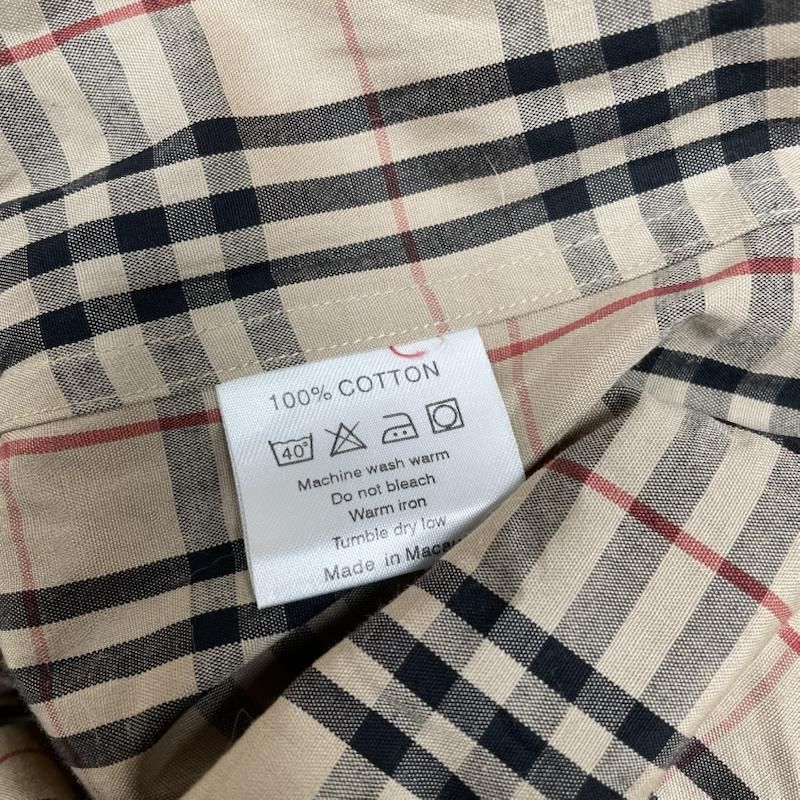 100% COTTON
40°
Machine wash warm
Do not bleach
Warm iron
Tumble dry low
Made in Macau